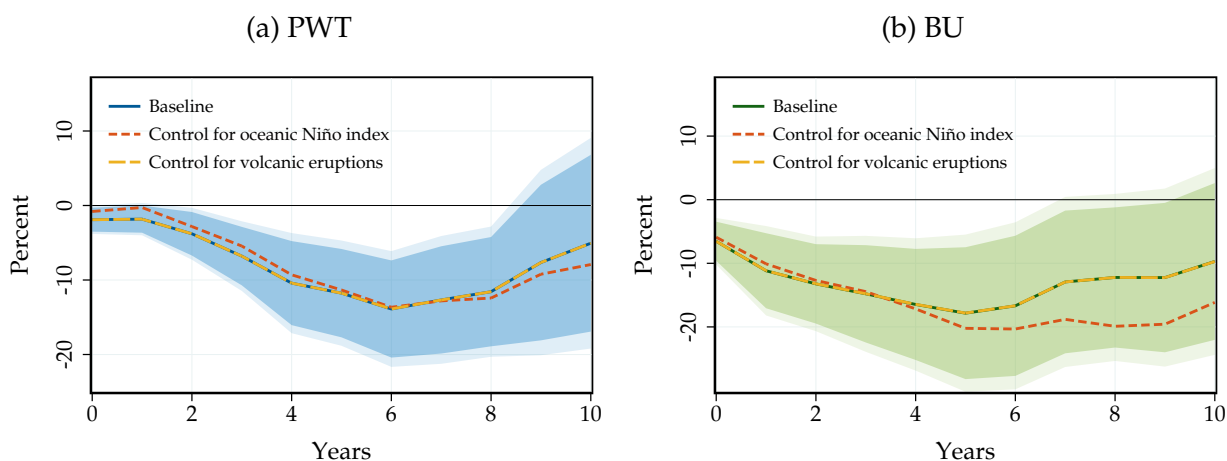 (a) PWT
Baseline
Control for oceanic Niño index
Control for volcanic eruptions
Percent
10
0
-10
-20
0 2 4 6 8 10
Years
(b) BU
Baseline
Control for oceanic Niño index
Control for volcanic eruptions
Percent
10
0
-10
-20
0 2 4 6 8 10
Years